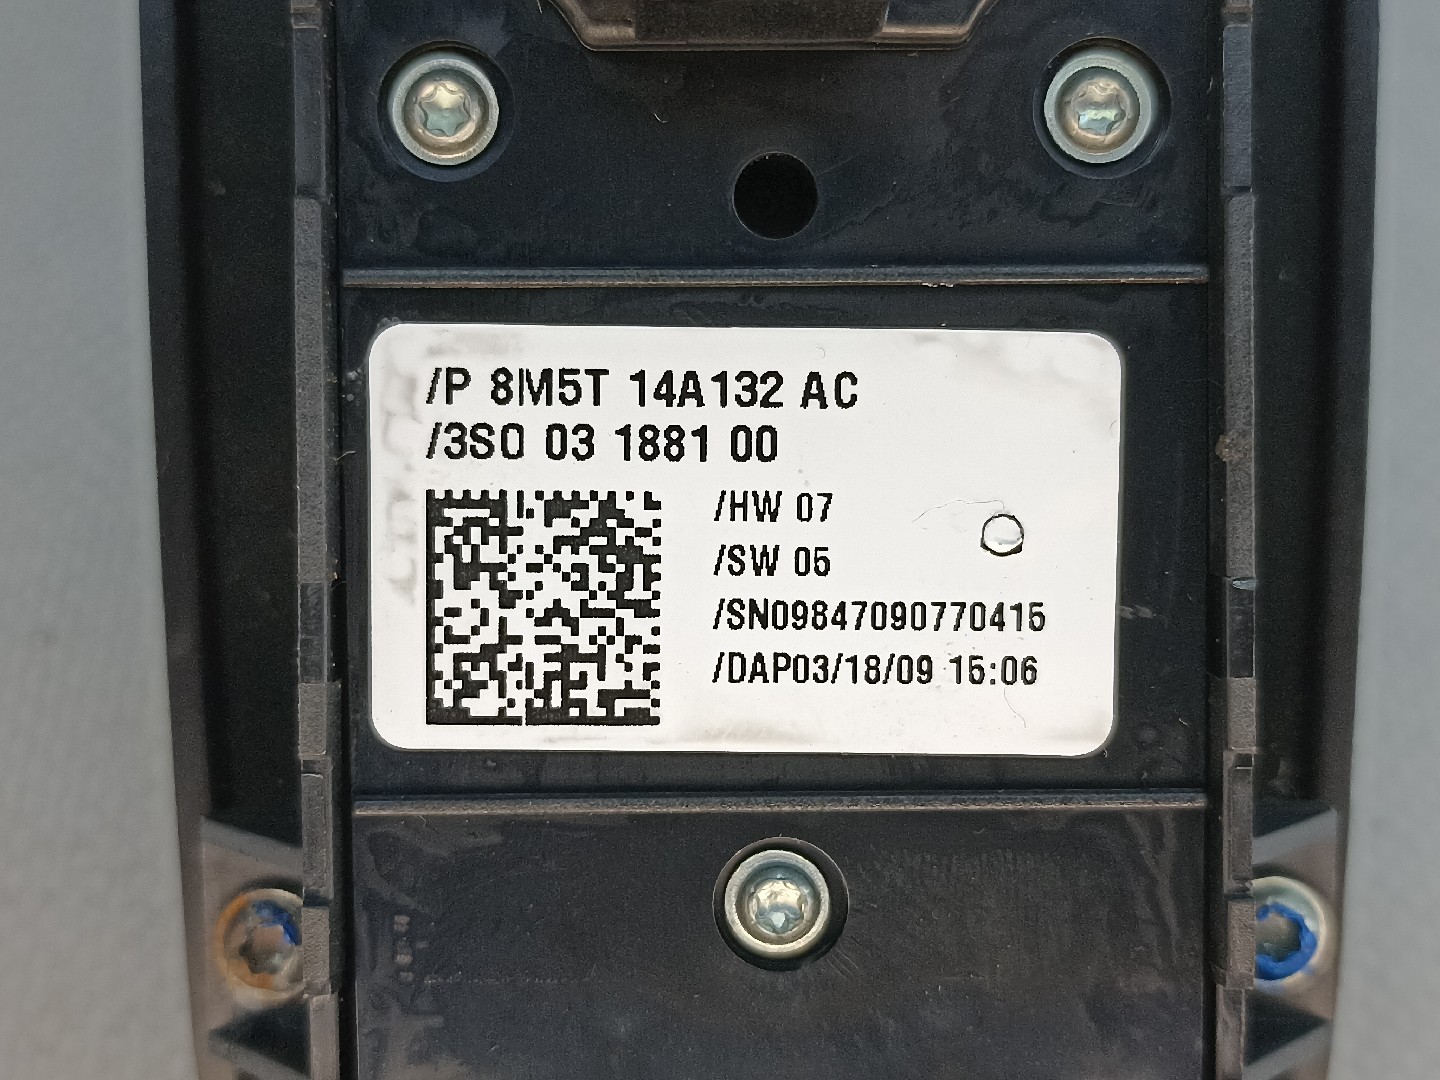 /P 8M5T 14A132 AC
/3S0 03 1881 00
/HW 07
/SW 05
/SN09847090770415
/DAP03/18/09 15:06